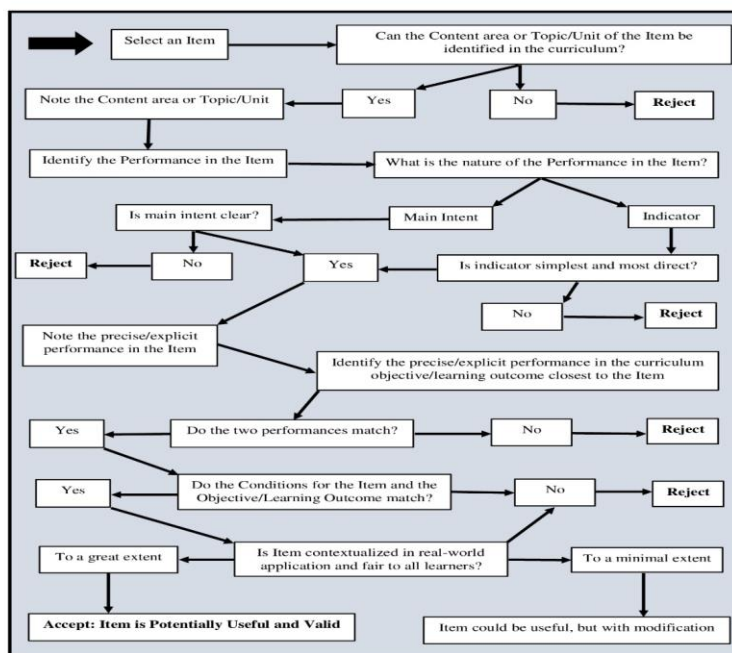 Select an Item
Can the Content area or Topic/Unit of the Item be
identified in the curriculum?
Note the Content area or Topic/Unit
Yes
No
Reject
Identify the Performance in the Item
What is the nature of the Performance in the Item?
Is main intent clear?
Main Intent
Indicator
Reject
No
Yes
Is indicator simplest and most direct?
No
Reject
Note the precise/explicit
performance in the Item
Identify the precise/explicit performance in the curriculum
objective/learning outcome closest to the Item
Yes
Do the two performances match?
No
Reject
Yes
Do the Conditions for the Item and the
Objective/Learning Outcome match?
No
Reject
To a great extent
Is Item contextualized in real-world
application and fair to all learners?
To a minimal extent
Accept: Item is Potentially Useful and Valid
Item could be useful, but with modification